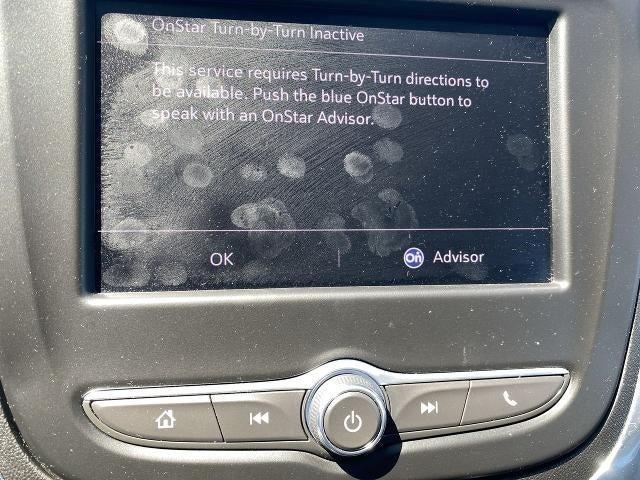 OnStar Turn-by-Turn Inactive
This service requires Turn-by-Turn directions to
be available. Push the blue OnStar button to
speak with an OnStar Advisor.
OK
On Advisor